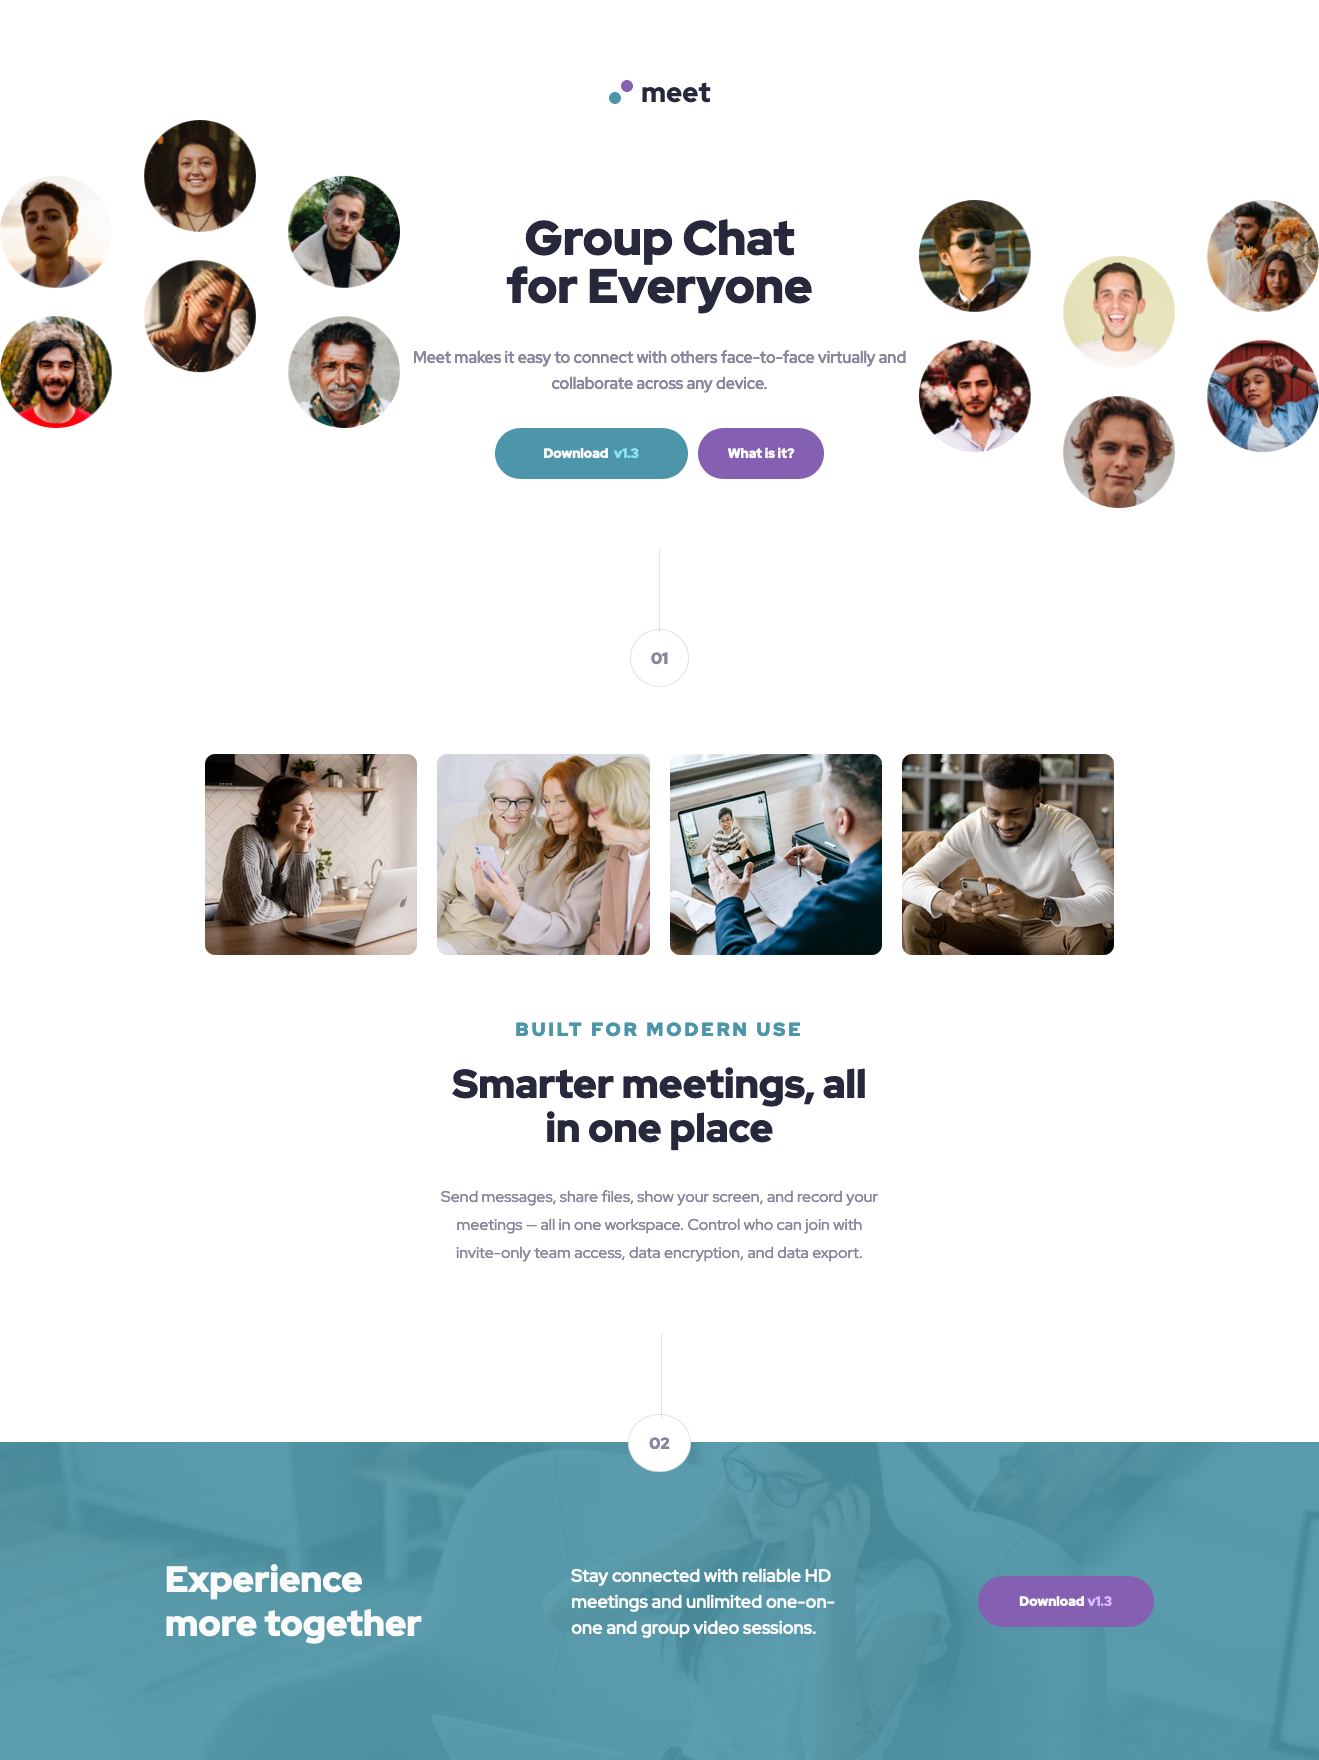 meet
Group Chat
for Everyone
Meet makes it easy to connect with others face-to-face virtually and
collaborate across any device.
Download v1.3
What is it?
01
BUILT FOR MODERN USE
Smarter meetings, all
in one place
Send messages, share files, show your screen, and record your
meetings — all in one workspace. Control who can join with
invite-only team access, data encryption, and data export.
02
Experience
more together
Stay connected with reliable HD
meetings and unlimited one-on-
one and group video sessions.
Download v1.3